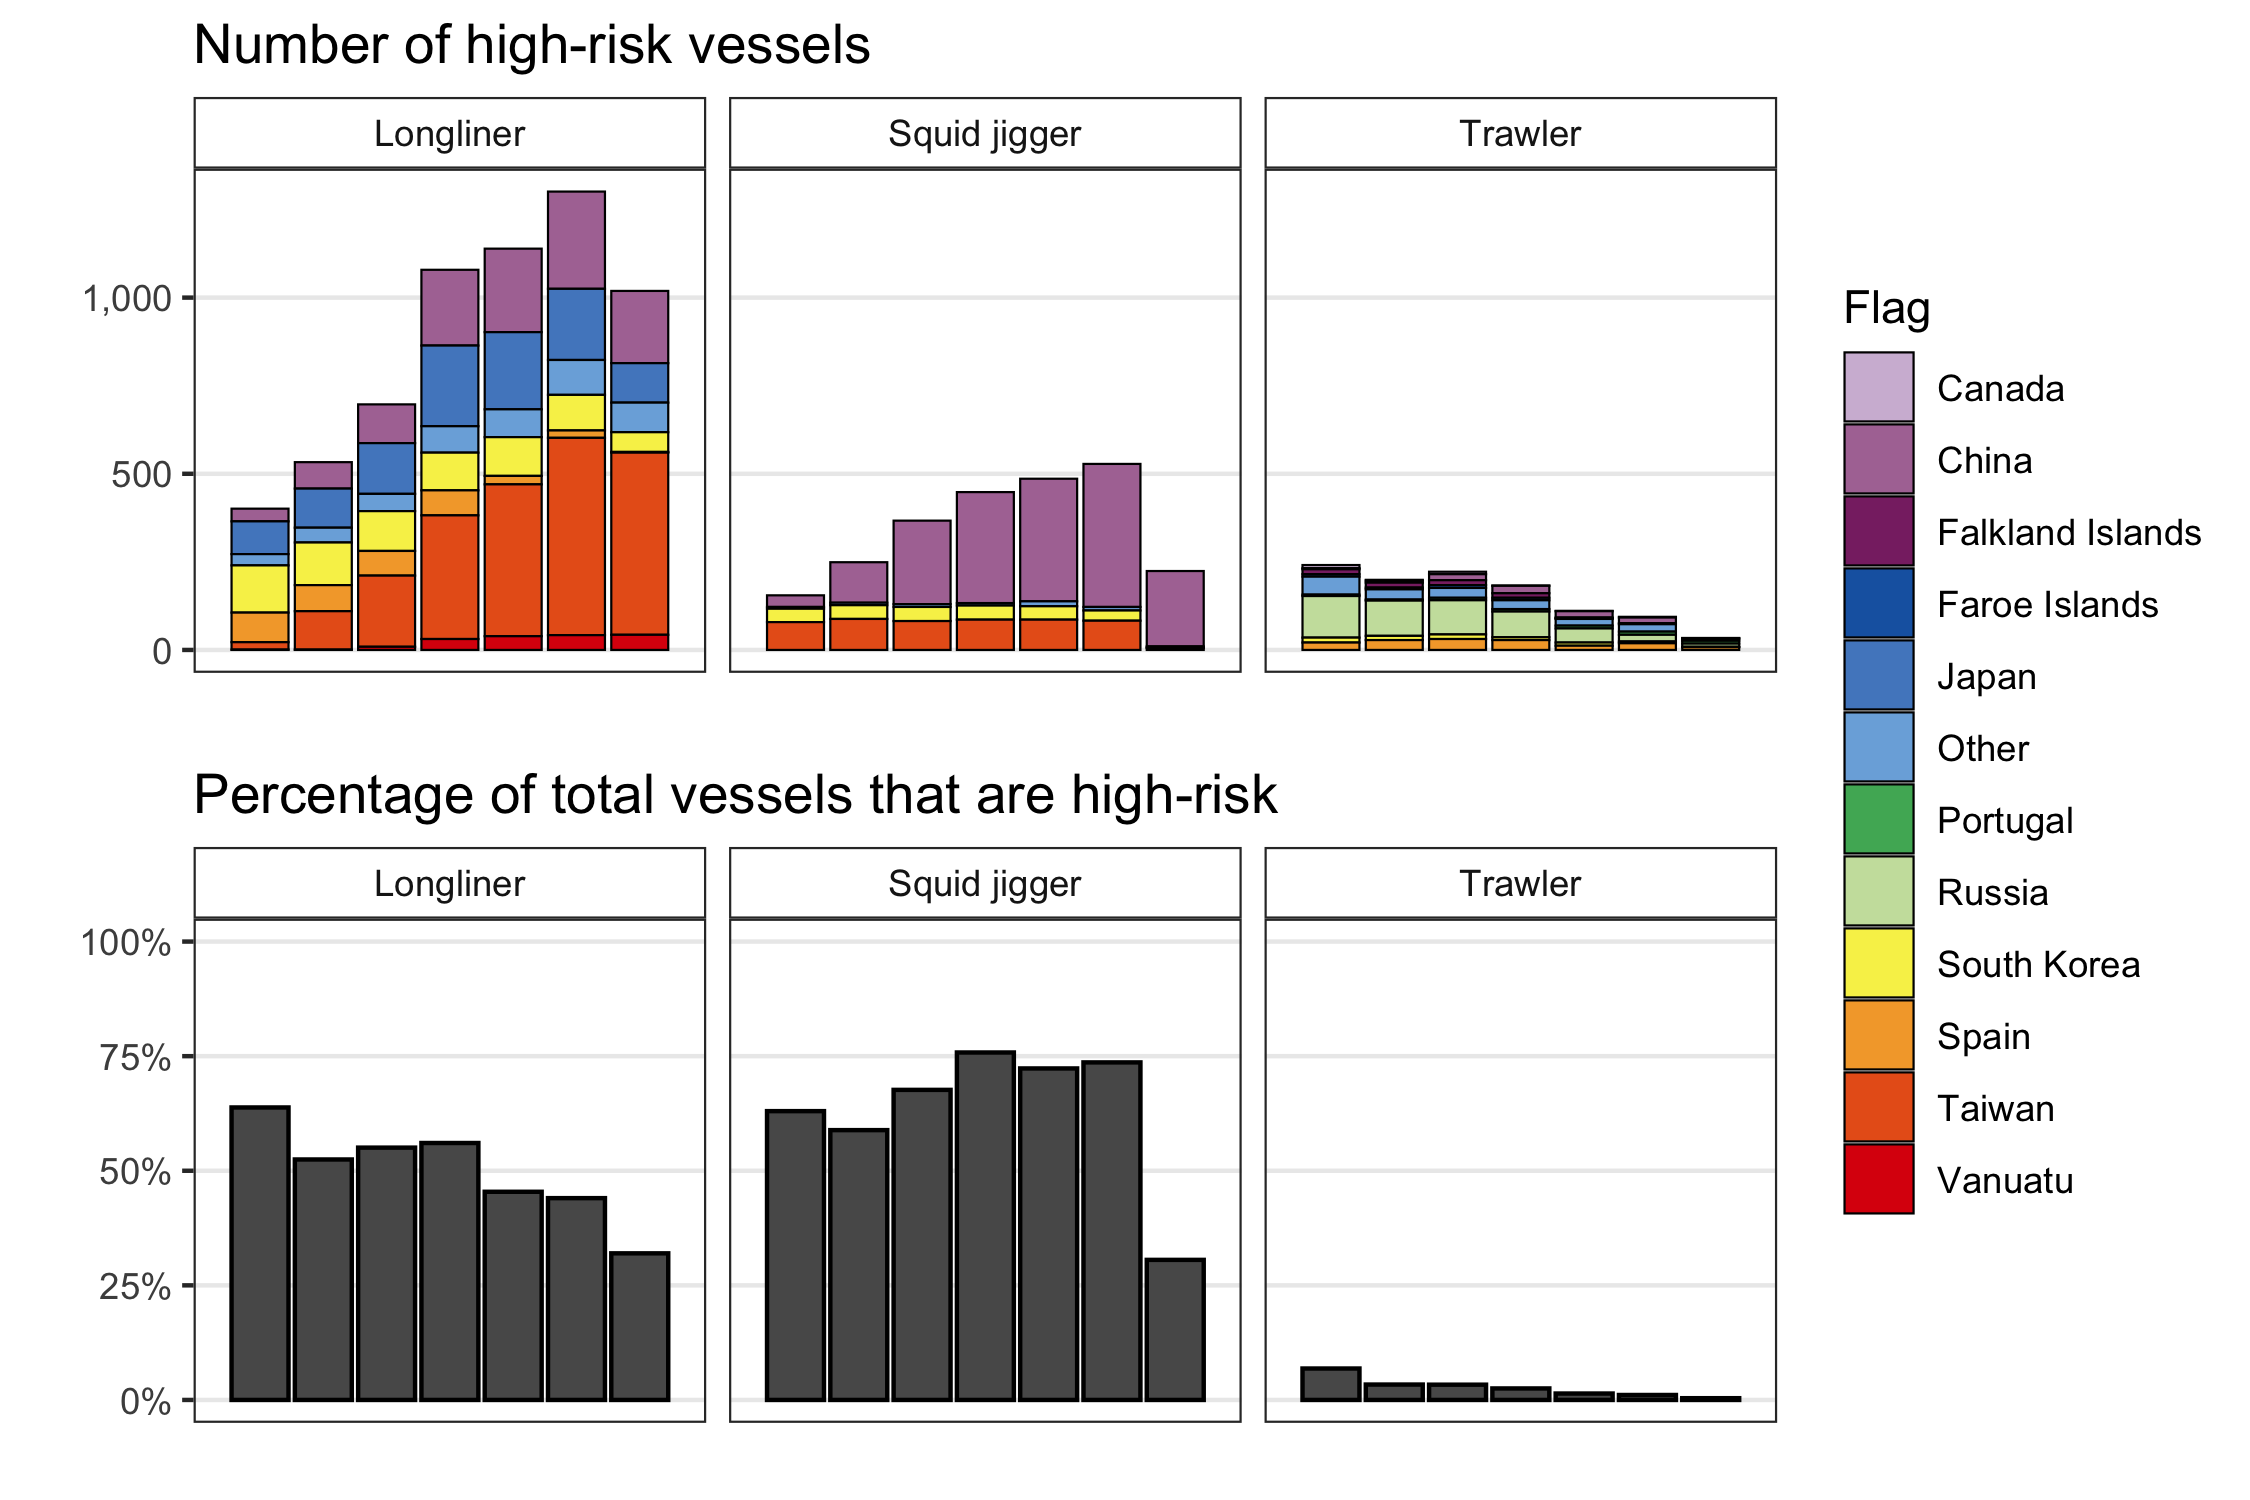 Number of high-risk vessels
Longliner
Squid jigger
Trawler
1,000
500
0
Percentage of total vessels that are high-risk
Longliner
Squid jigger
Trawler
100%
75%
50%
25%
0%
Flag
Canada
China
Falkland Islands
Faroe Islands
Japan
Other
Portugal
Russia
South Korea
Spain
Taiwan
Vanuatu